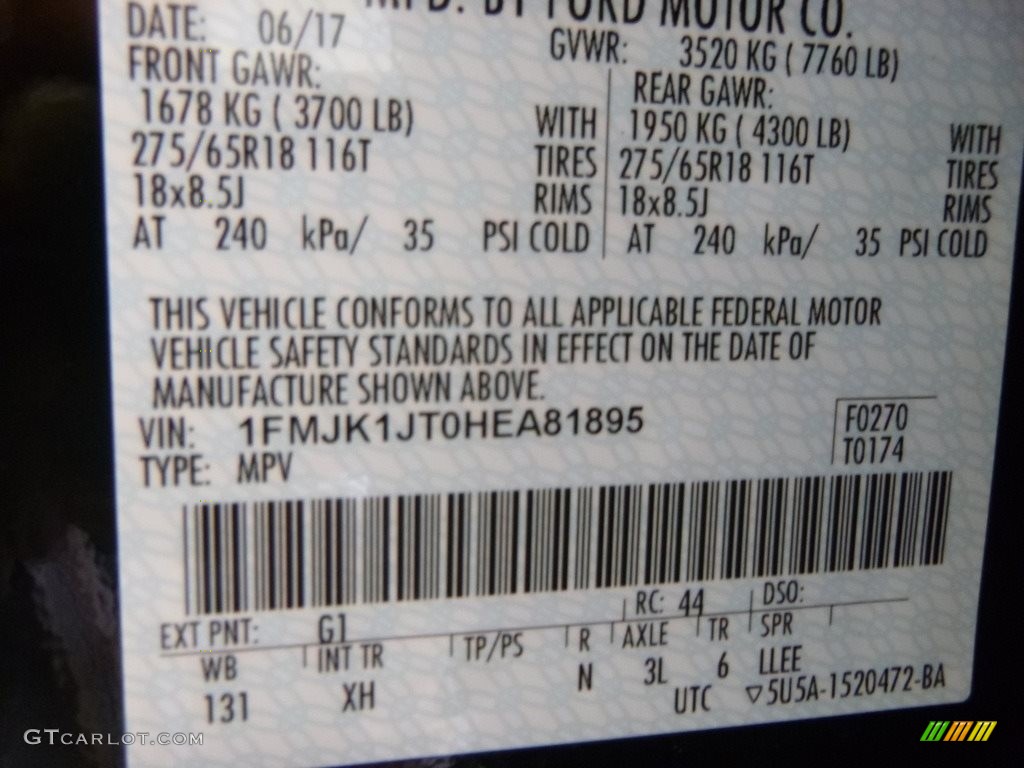 MFD. BY FORD MOTOR CO.
DATE: 06/17 GVWR: 3520 KG ( 7760 LB)
FRONT GAWR: REAR GAWR:
1678 KG ( 3700 LB) WITH 1950 KG ( 4300 LB) WITH
275/65R18 116T TIRES 275/65R18 116T TIRES
18x8.5J RIMS 18x8.5J RIMS
AT 240 kPa/ 35 PSI COLD AT 240 kPa/ 35 PSI COLD
THIS VEHICLE CONFORMS TO ALL APPLICABLE FEDERAL MOTOR
VEHICLE SAFETY STANDARDS IN EFFECT ON THE DATE OF
MANUFACTURE SHOWN ABOVE.
VIN: 1FMJK1JT0HEA81895 F0270
TYPE: MPV T0174
EXT PNT: G1 RC: 44 DSO:
WB INT TR TP/PS R AXLE TR SPR
131 XH N 3L 6 LLEE
UTC ▽5U5A-1520472-BA
GTCARLOT.COM